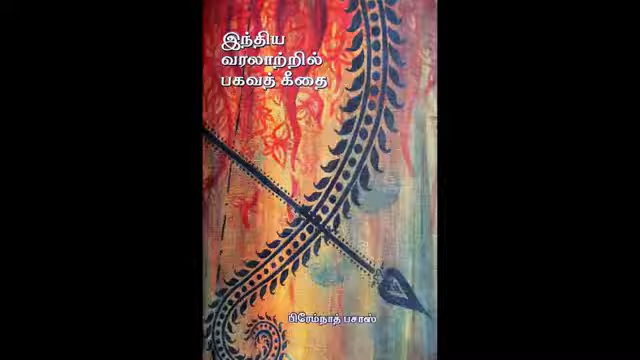 இந்திய
வரலாற்றில்
பகவத் கீதை
பிரேம்நாத் பசாஸ்